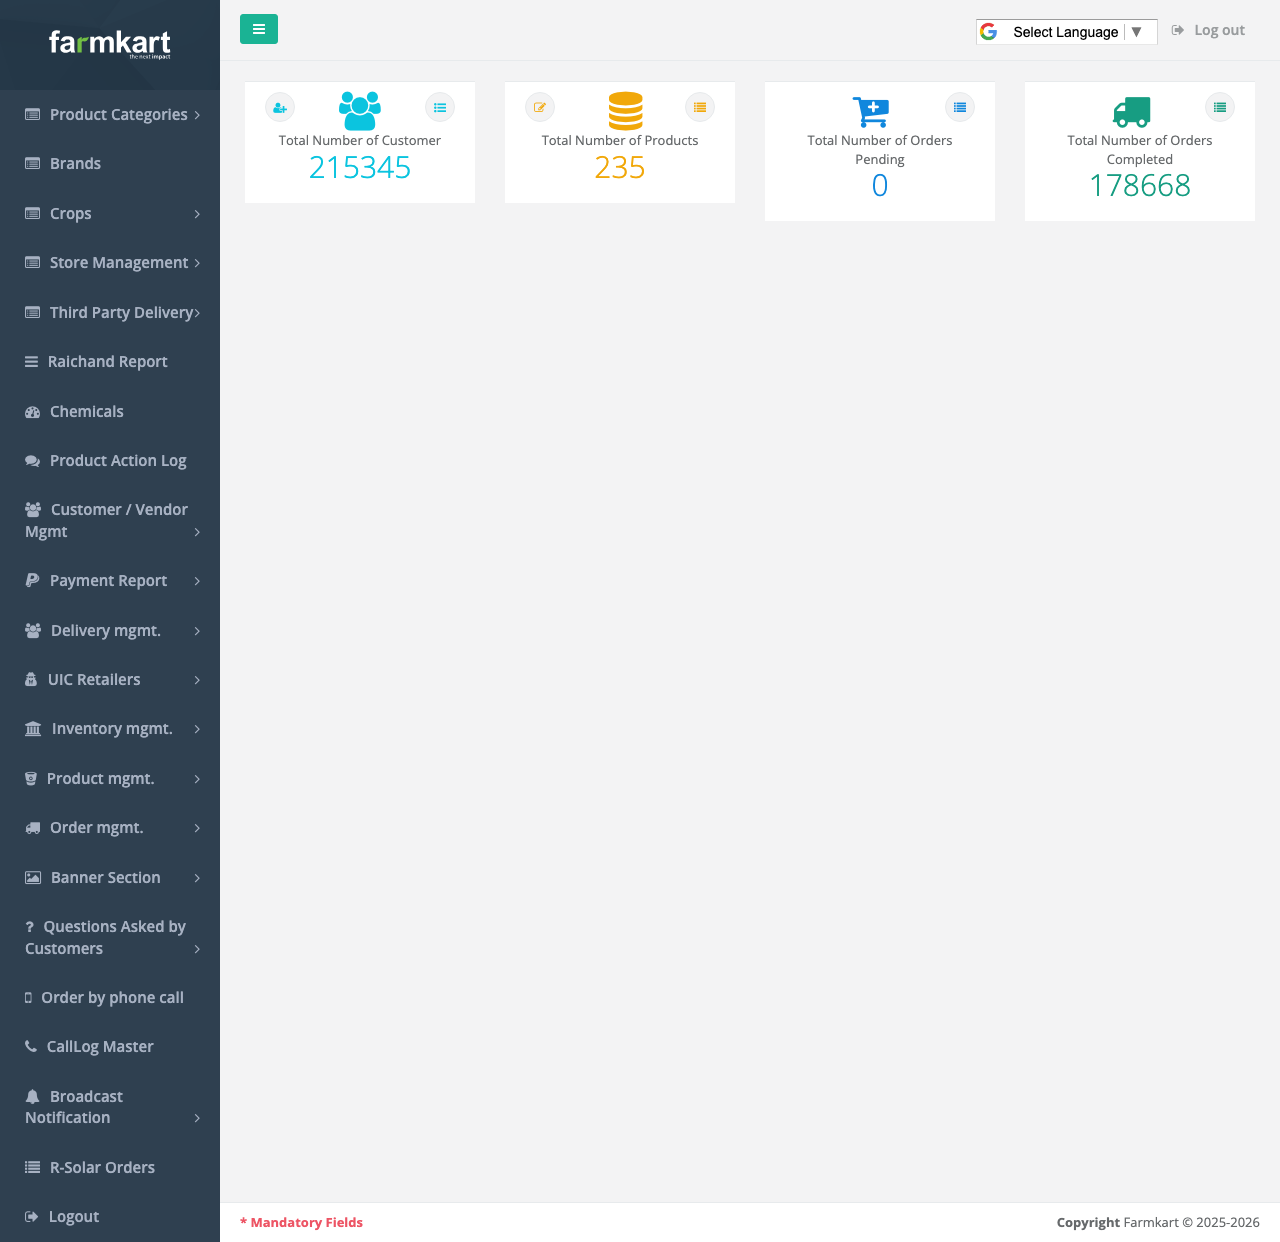 farmkart
the next impact
Product Categories
Brands
Crops
Store Management
Third Party Delivery
Raichand Report
Chemicals
Product Action Log
Customer / Vendor
Mgmt
Payment Report
Delivery mgmt.
UIC Retailers
Inventory mgmt.
Product mgmt.
Order mgmt.
Banner Section
? Questions Asked by
Customers
Order by phone call
CallLog Master
Broadcast
Notification
R-Solar Orders
Logout
Select Language ▼
Log out
Total Number of Customer
215345
Total Number of Products
235
Total Number of Orders
Pending
0
Total Number of Orders
Completed
178668
* Mandatory Fields
Copyright Farmkart © 2025-2026